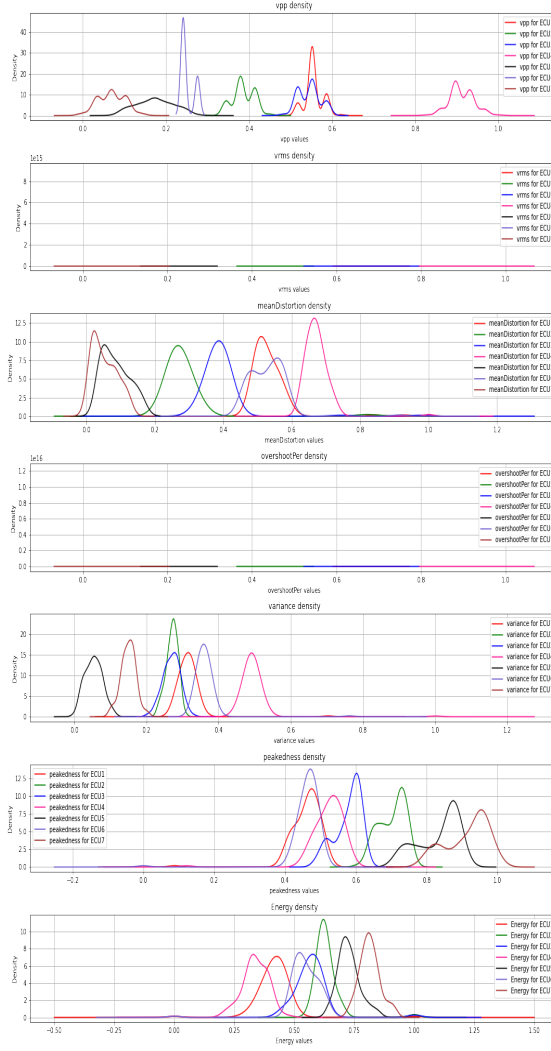 vpp density
Density
40
30
20
10
0
0.0 0.2 0.4 0.6 0.8 1.0
vpp values
vpp for ECU
vpp for ECU
vpp for ECU
vpp for ECU
vpp for ECU
vpp for ECU
vpp for ECU
vrms density
1e15
Density
8
6
4
2
0
0.0 0.2 0.4 0.6 0.8 1.0
vrms values
vrms for ECU
vrms for ECU
vrms for ECU
vrms for ECU
vrms for ECU
vrms for ECU
vrms for ECU
meanDistortion density
Density
12.5
10.0
7.5
5.0
2.5
0.0
0.0 0.2 0.4 0.6 0.8 1.0 1.2
meanDistortion values
meanDistortion for ECU
meanDistortion for ECU
meanDistortion for ECU
meanDistortion for ECU
meanDistortion for ECU
meanDistortion for ECU
meanDistortion for ECU
overshootPer density
1e16
Density
1.2
1.0
0.8
0.6
0.4
0.2
0.0
0.0 0.2 0.4 0.6 0.8 1.0
overshootPer values
overshootPer for ECU
overshootPer for ECU
overshootPer for ECU
overshootPer for ECU
overshootPer for ECU
overshootPer for ECU
overshootPer for ECU
variance density
Density
20
15
10
5
0
0.0 0.2 0.4 0.6 0.8 1.0 1.2
variance values
variance for ECU
variance for ECU
variance for ECU
variance for ECU
variance for ECU
variance for ECU
variance for ECU
peakedness density
Density
12.5
10.0
7.5
5.0
2.5
0.0
-0.2 0.0 0.2 0.4 0.6 0.8 1.0
peakedness values
peakedness for ECU1
peakedness for ECU2
peakedness for ECU3
peakedness for ECU4
peakedness for ECU5
peakedness for ECU6
peakedness for ECU7
Energy density
Density
10
8
6
4
2
0
-0.50 -0.25 0.00 0.25 0.50 0.75 1.00 1.25 1.50
Energy values
Energy for ECU
Energy for ECU
Energy for ECU
Energy for ECU
Energy for ECU
Energy for ECU
Energy for ECU